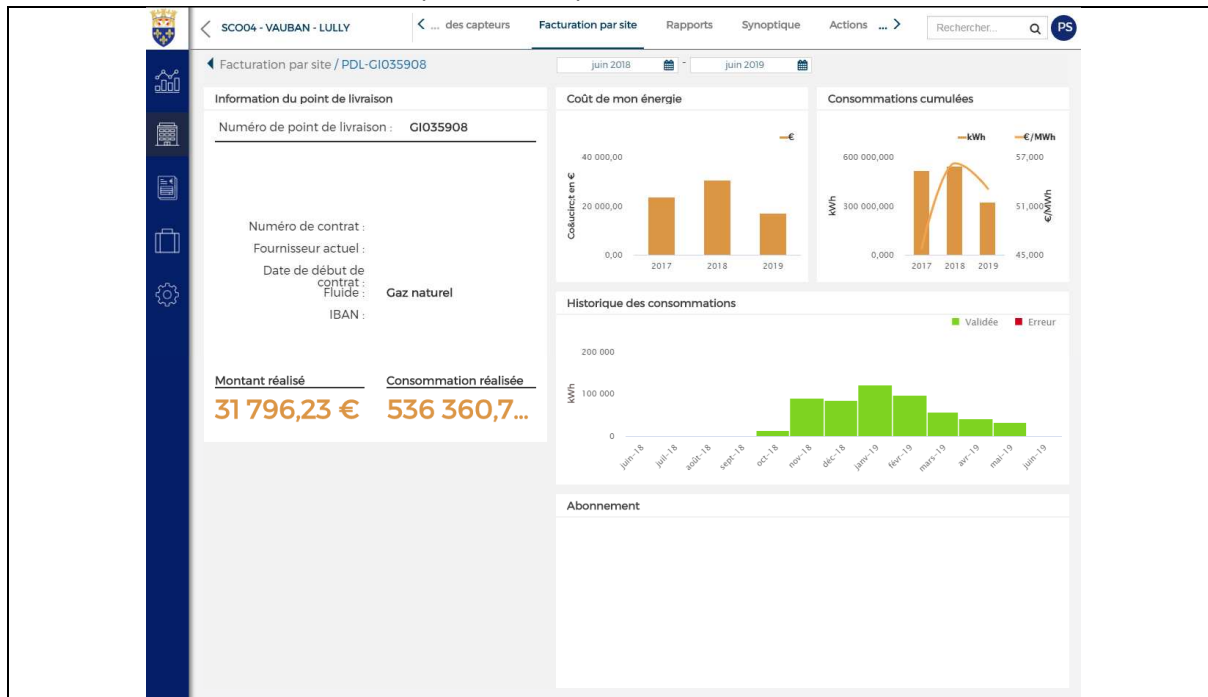 SCO04 - VAUBAN - LULLY
... des capteurs
Facturation par site
Rapports
Synoptique
Actions ...
Rechercher...
PS
Facturation par site / PDL-GI035908
juin 2018 - juin 2019
Information du point de livraison
Numéro de point de livraison : GI035908
Numéro de contrat :
Fournisseur actuel :
Date de début de
contrat :
Fluide : Gaz naturel
IBAN :
Montant réalisé
31 796,23 €
Consommation réalisée
536 360,7...
Coût de mon énergie
€
Co&ucirc;t en €
40 000,00
20 000,00
0,00
2017 2018 2019
Consommations cumulées
kWh €/MWh
kWh
600 000,000
300 000,000
0,000
57,000
51,000
45,000
€/MWh
2017 2018 2019
Historique des consommations
Validée Erreur
kWh
200 000
100 000
0
juin-18 juil-18 août-18 sept-18 oct-18 nov-18 déc-18 janv-19 févr-19 mars-19 avr-19 mai-19 juin-19
Abonnement